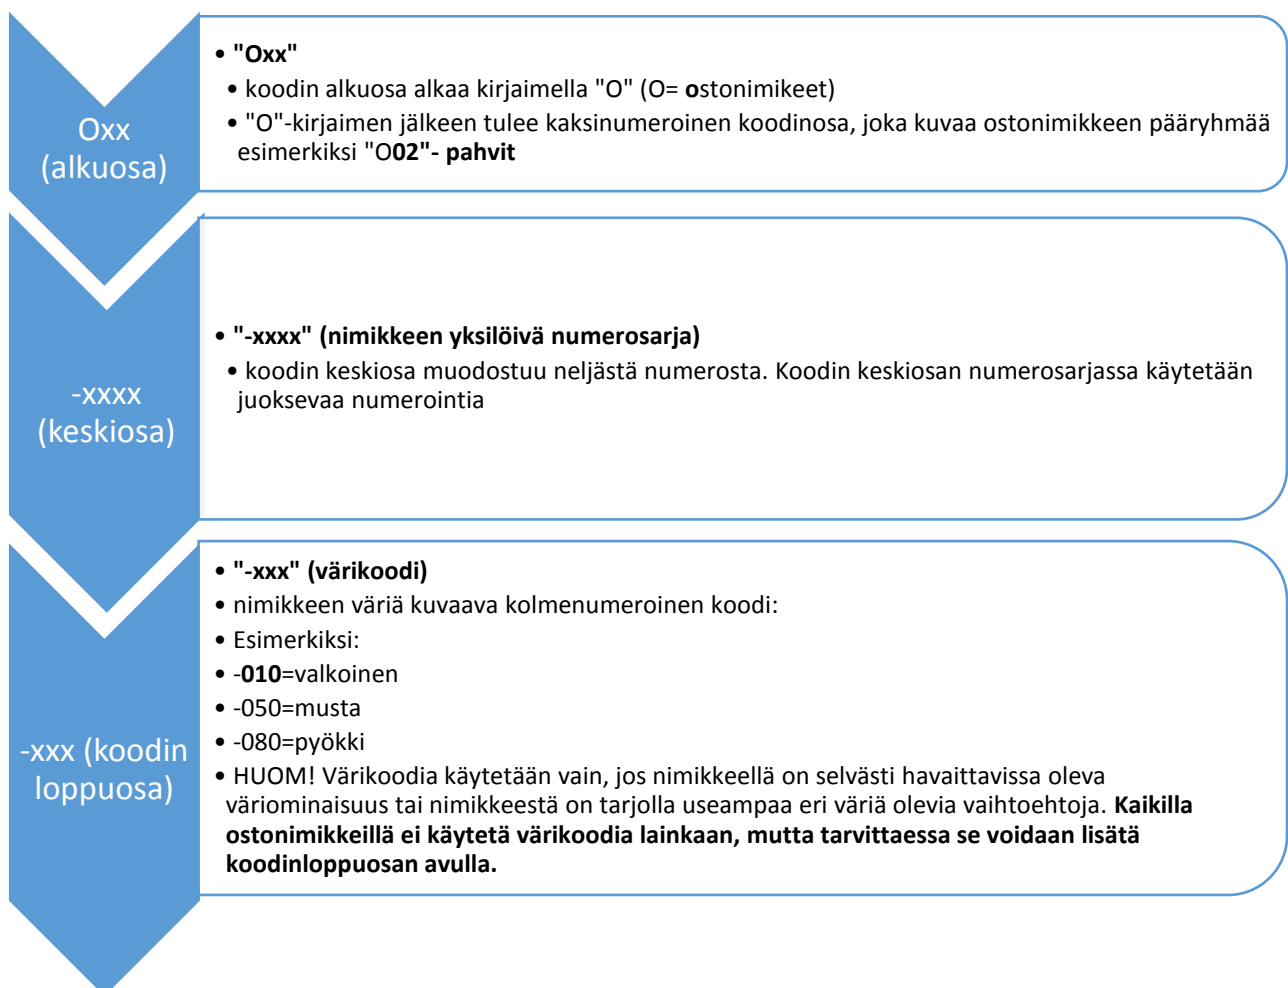 Oxx
(alkuosa)
• "Oxx"
• koodin alkuosa alkaa kirjaimella "O" (O= ostonimikeet)
• "O"-kirjaimen jälkeen tulee kaksinumeroinen koodinosa, joka kuvaa ostonimikkeen pääryhmää
esimerkiksi "O02"- pahvit
-xxxx
(keskiosa)
• "-xxxx" (nimikkeen yksilöivä numerosarja)
• koodin keskiosa muodostuu neljästä numerosta. Koodin keskiosan numerosarjassa käytetään
juoksevaa numerointia
-xxx (koodin
loppuosa)
• "-xxx" (värikoodi)
• nimikkeen väriä kuvaava kolmenumeroinen koodi:
• Esimerkiksi:
• -010=valkoinen
• -050=musta
• -080=pyökki
• HUOM! Värikoodia käytetään vain, jos nimikkeellä on selvästi havaittavissa oleva
väriominaisuus tai nimikkeestä on tarjolla useampaa eri väriä olevia vaihtoehtoja. Kaikilla
ostonimikkeillä ei käytetä värikoodia lainkaan, mutta tarvittaessa se voidaan lisätä
koodinloppuosan avulla.